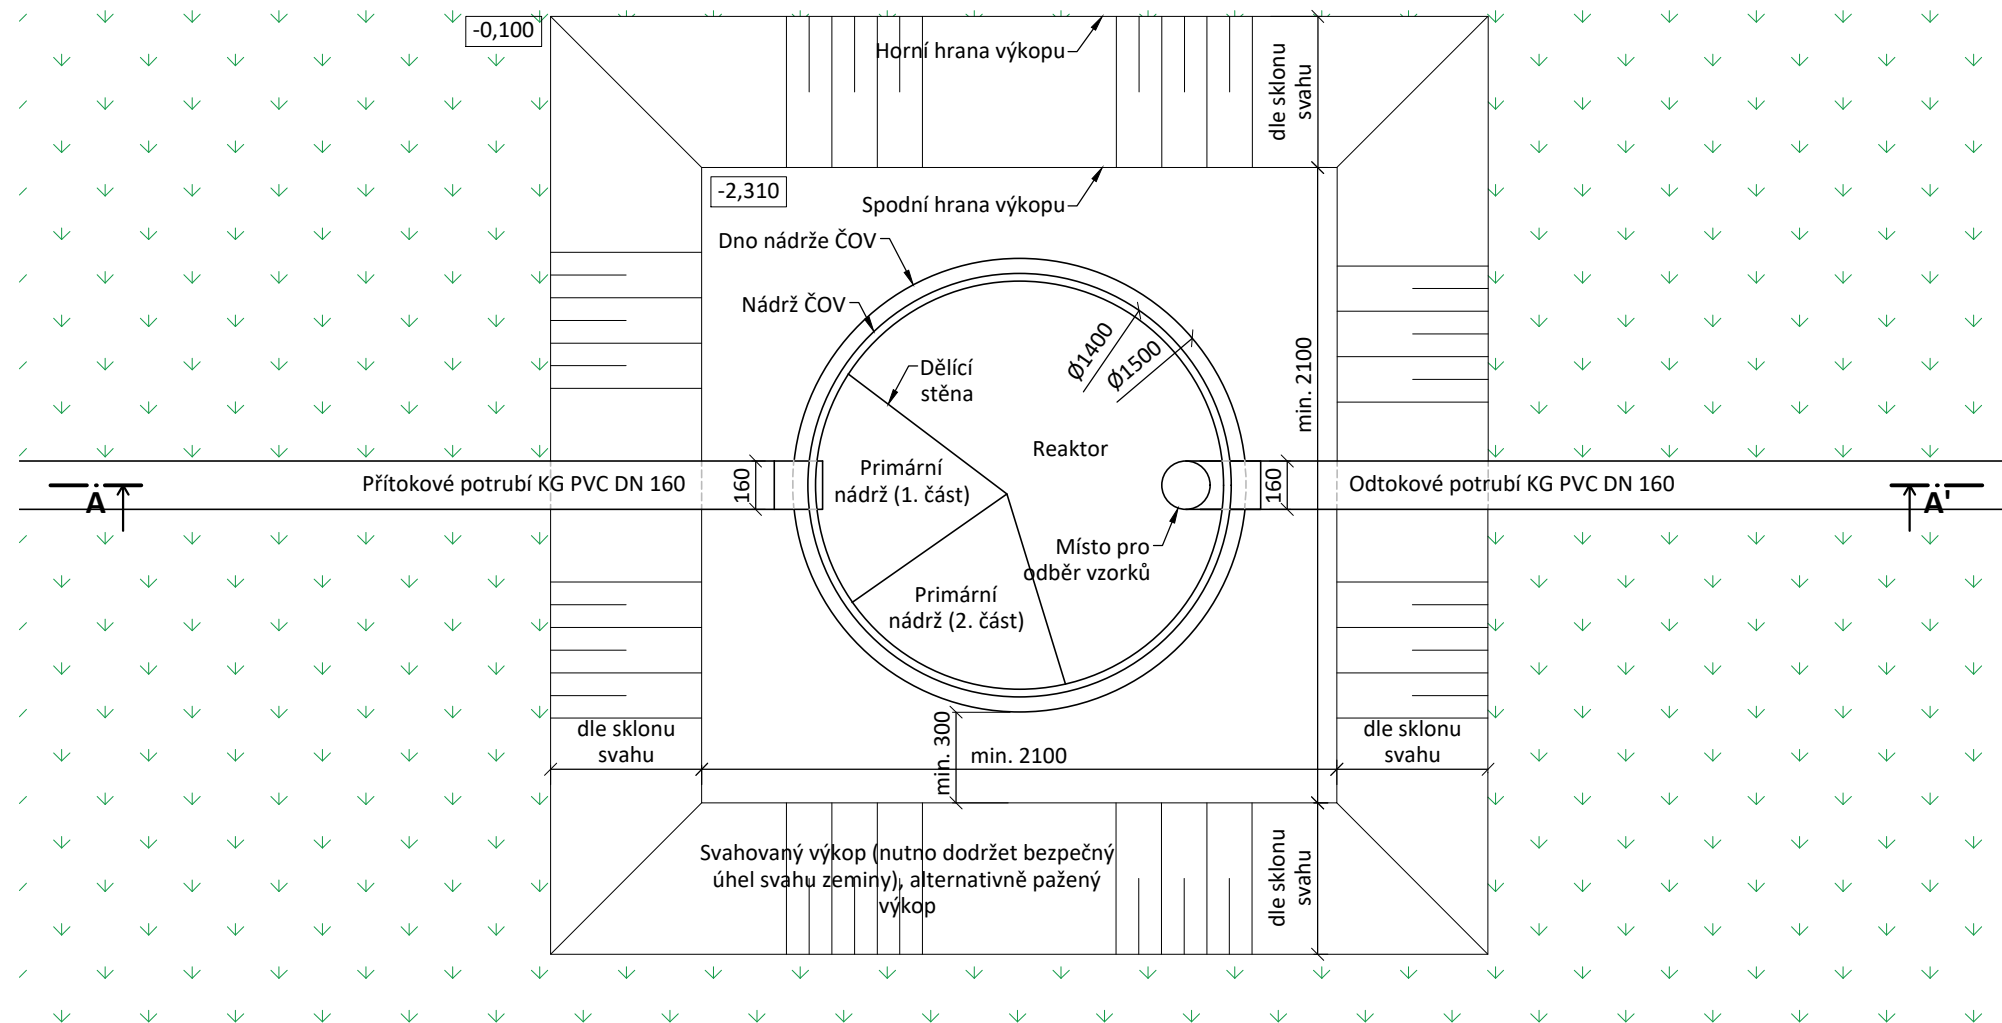 -0,100
Horní hrana výkopu
dle sklonu
svahu
-2,310
Spodní hrana výkopu
Dno nádrže ČOV
Nádrž ČOV
Ø1400
Ø1500
min. 2100
Dělící
stěna
Reaktor
Primární
nádrž (1. část)
A
Přítokové potrubí KG PVC DN 160
160
160
Odtokové potrubí KG PVC DN 160
A'
Místo pro
odběr vzorků
Primární
nádrž (2. část)
dle sklonu
svahu
min. 300
min. 2100
dle sklonu
svahu
Svahovaný výkop (nutno dodržet bezpečný
úhel svahu zeminy), alternativně pažený
výkop
dle sklonu
svahu